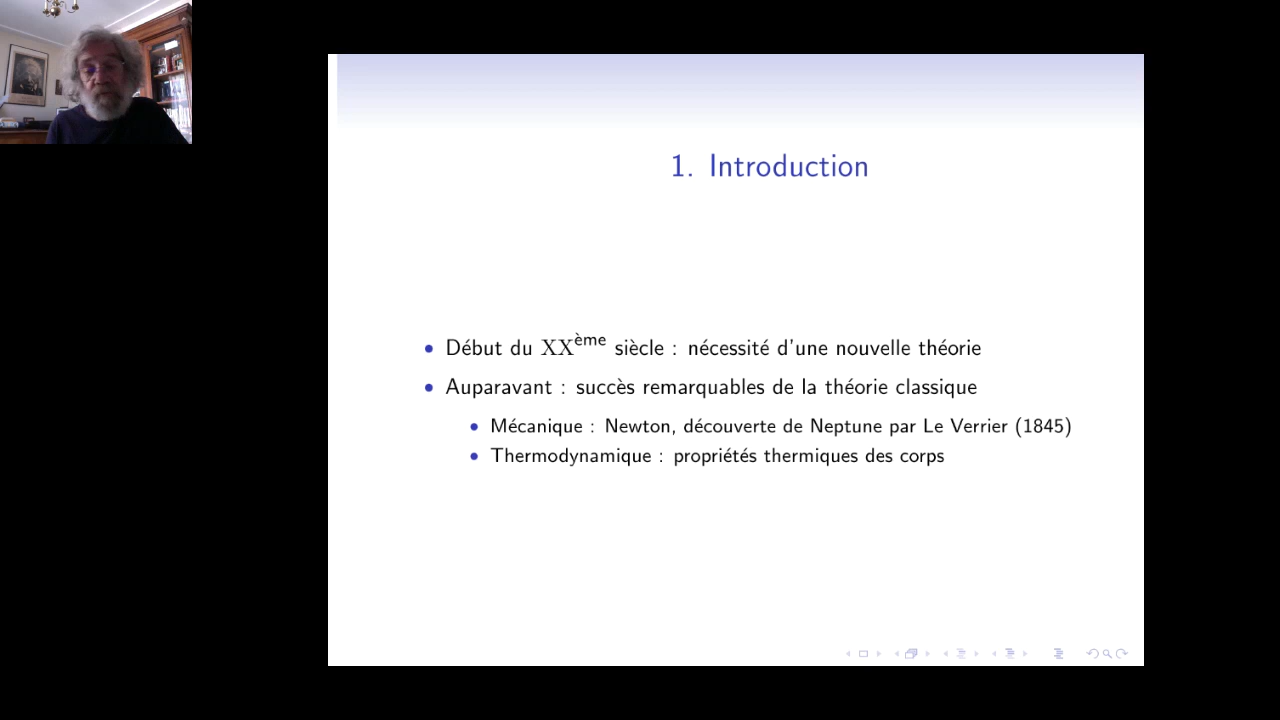 1. Introduction
• Début du XXème siècle : nécessité d'une nouvelle théorie
• Auparavant : succès remarquables de la théorie classique
• Mécanique : Newton, découverte de Neptune par Le Verrier (1845)
• Thermodynamique : propriétés thermiques des corps